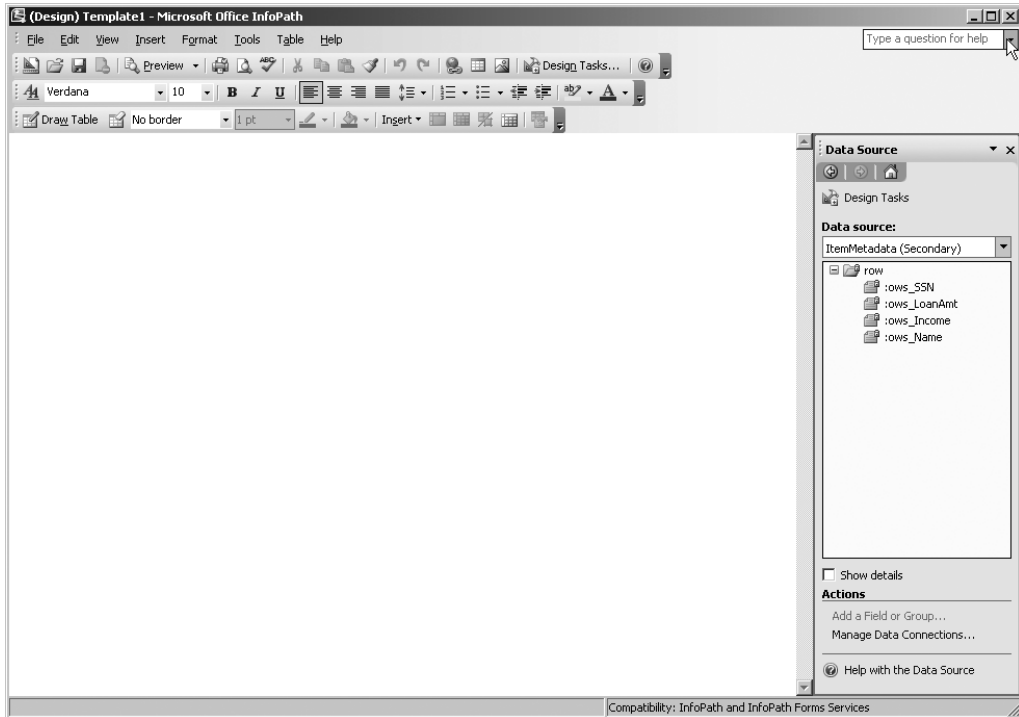 (Design) Template1 - Microsoft Office InfoPath
File Edit View Insert Format Tools Table Help
Type a question for help
Preview Design Tasks...
Verdana 10 B I U
Draw Table No border 1 pt Insert
Data Source
Design Tasks
Data source:
ItemMetadata (Secondary)
row
:ows_SSN
:ows_LoanAmt
:ows_Income
:ows_Name
Show details
Actions
Add a Field or Group...
Manage Data Connections...
Help with the Data Source
Compatibility: InfoPath and InfoPath Forms Services